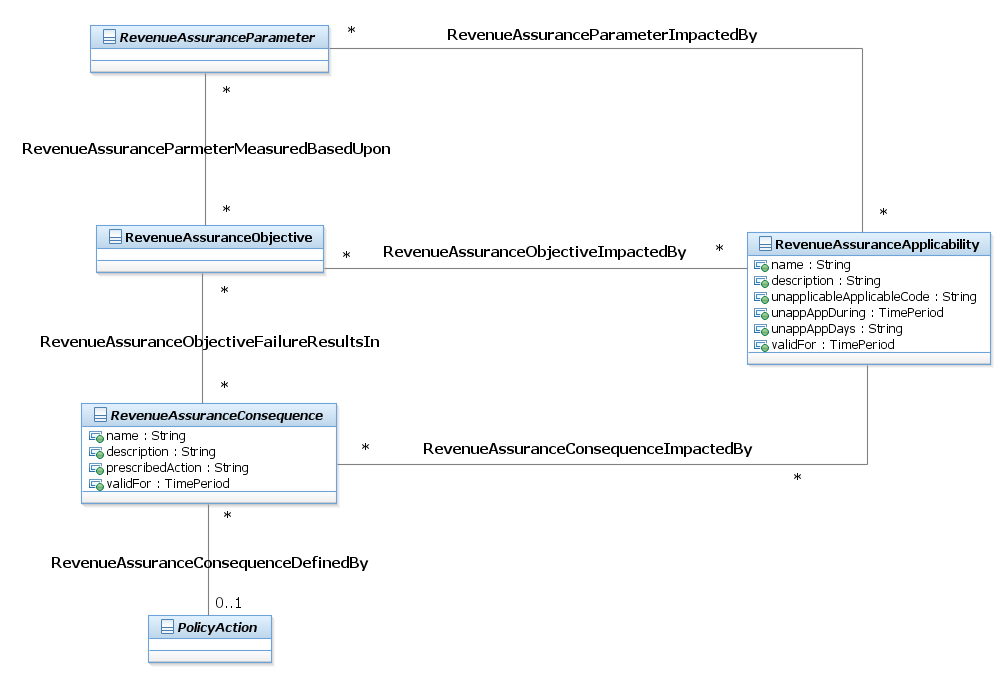 RevenueAssuranceParameter
*
RevenueAssuranceParameterImpactedBy
*
RevenueAssuranceParmeterMeasuredBasedUpon
*
*
RevenueAssuranceObjective
*
RevenueAssuranceObjectiveImpactedBy
*
RevenueAssuranceApplicability
name : String
description : String
unapplicableApplicableCode : String
unappAppDuring : TimePeriod
unappAppDays : String
validFor : TimePeriod
*
RevenueAssuranceObjectiveFailureResultsIn
*
RevenueAssuranceConsequence
name : String
description : String
prescribedAction : String
validFor : TimePeriod
*
RevenueAssuranceConsequenceImpactedBy
*
*
RevenueAssuranceConsequenceDefinedBy
0..1
PolicyAction